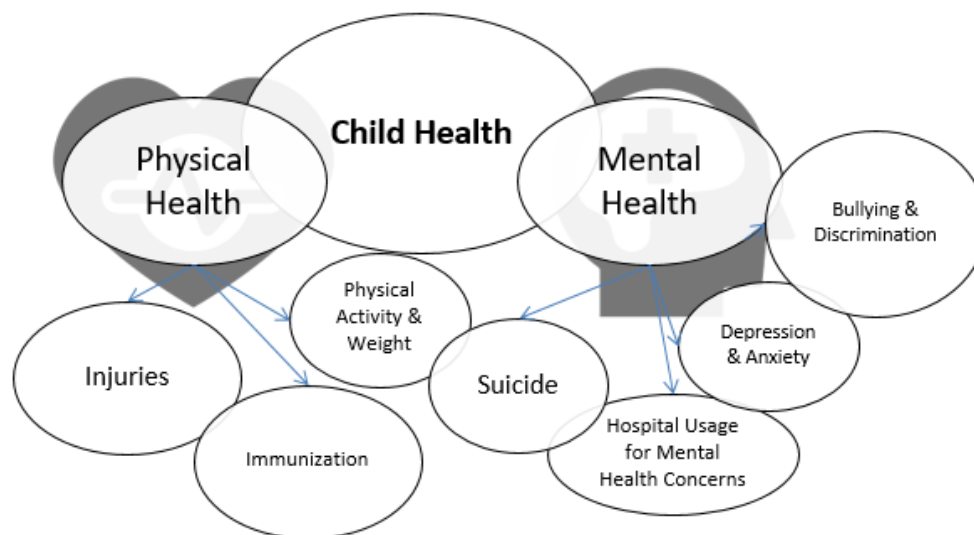 Child Health
Physical
Health
Mental
Health
Bullying &
Discrimination
Physical
Activity &
Weight
Depression
& Anxiety
Injuries
Suicide
Immunization
Hospital Usage
for Mental
Health Concerns